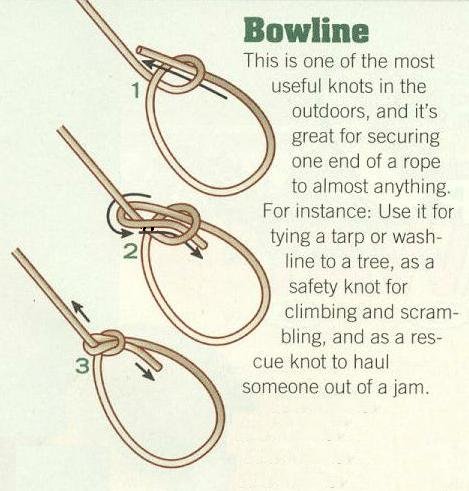 Bowline
This is one of the most
useful knots in the
outdoors, and it's
great for securing
one end of a rope
to almost anything.
For instance: Use it for
tying a tarp or wash-
line to a tree, as a
safety knot for
climbing and scram-
bling, and as a res-
cue knot to haul
someone out of a jam.
1
2
3